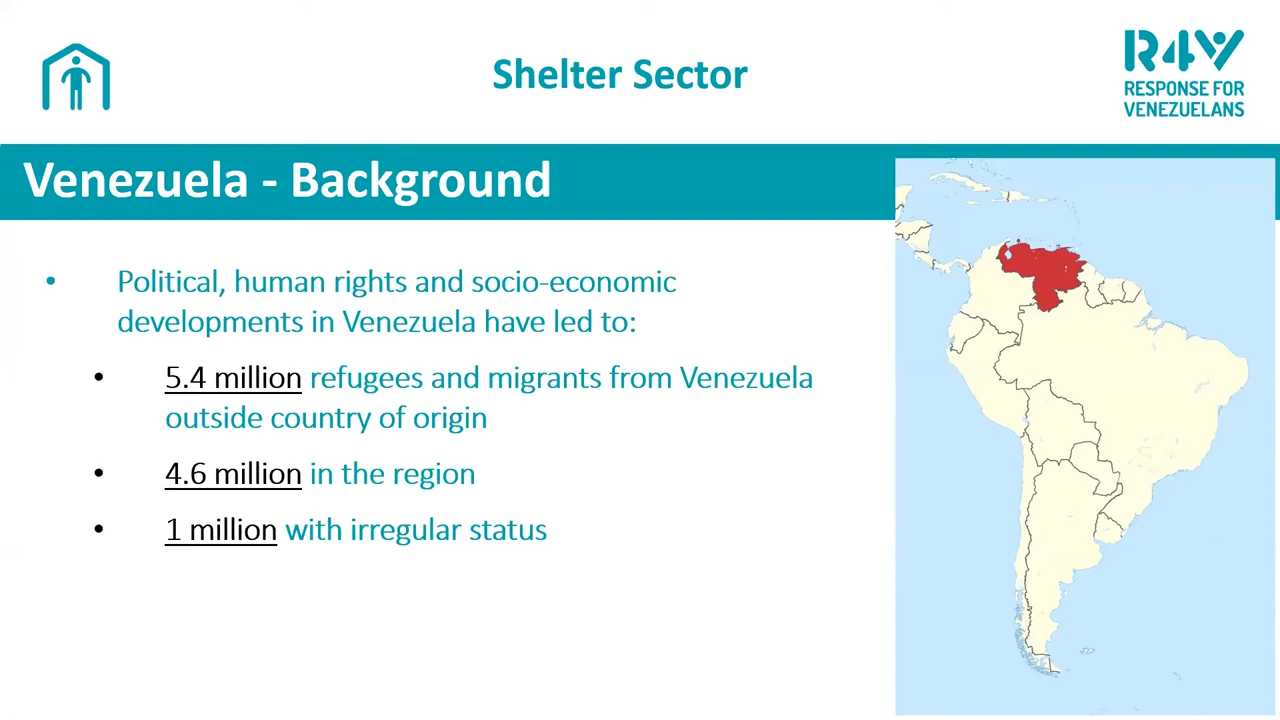 Shelter Sector
R4V
RESPONSE FOR
VENEZUELANS
Venezuela - Background
• Political, human rights and socio-economic
developments in Venezuela have led to:
• 5.4 million refugees and migrants from Venezuela
outside country of origin
• 4.6 million in the region
• 1 million with irregular status